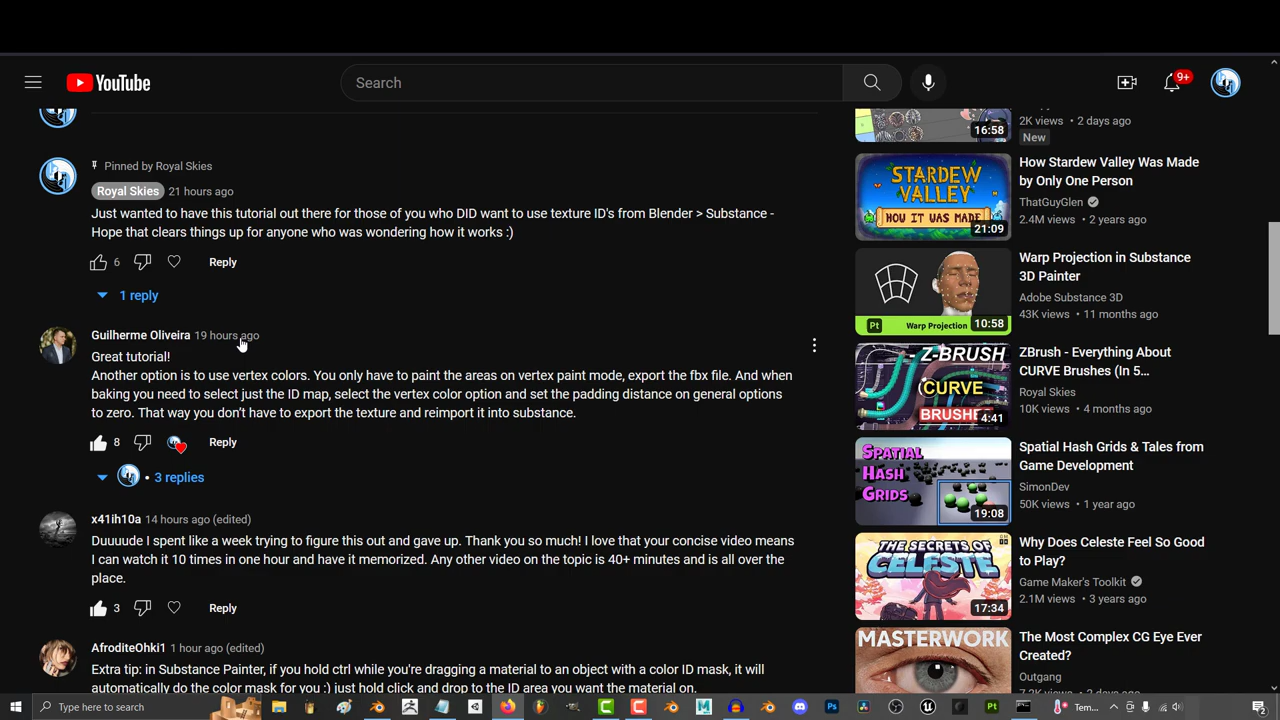 YouTube
Search
9+
Pinned by Royal Skies
Royal Skies 21 hours ago
Just wanted to have this tutorial out there for those of you who DID want to use texture ID's from Blender > Substance -
Hope that clears things up for anyone who was wondering how it works :)
6 Reply
1 reply
Guilherme Oliveira 19 hours ago
Great tutorial!
Another option is to use vertex colors. You only have to paint the areas on vertex paint mode, export the fbx file. And when
baking you need to select just the ID map, select the vertex color option and set the padding distance on general options
to zero. That way you don't have to export the texture and reimport it into substance.
8 Reply
• 3 replies
x41ih10a 14 hours ago (edited)
Duuuude I spent like a week trying to figure this out and gave up. Thank you so much! I love that your concise video means
I can watch it 10 times in an hour and have it memorized. Any other video on the topic is 40+ minutes and is all over the
place.
3 Reply
AfroditeOhki1 1 hour ago (edited)
Extra tip: in Substance Painter, if you hold ctrl while you're dragging a material to an object with a color ID mask, it will
automatically do the color mask for you :) just hold click and drop to the ID area you want the material on.
16:58
2K views • 2 days ago
New
STARDEW
VALLEY
HOW IT WAS MADE
21:09
How Stardew Valley Was Made
by Only One Person
ThatGuyGlen
2.4M views • 2 years ago
Pt Warp Projection
10:58
Warp Projection in Substance
3D Painter
Adobe Substance 3D
43K views • 11 months ago
Z-BRUSH
CURVE
BRUSHE
4:41
ZBrush - Everything About
CURVE Brushes (In 5...
Royal Skies
10K views • 4 months ago
SPATIAL
HASH
GRIDS
19:08
Spatial Hash Grids & Tales from
Game Development
SimonDev
50K views • 1 year ago
THE SECRETS OF
CELESTE
17:34
Why Does Celeste Feel So Good
to Play?
Game Maker's Toolkit
2.1M views • 3 years ago
MASTERWORK
The Most Complex CG Eye Ever
Created?
Outgang
Type here to search
Ps
Pt
Tem...
2